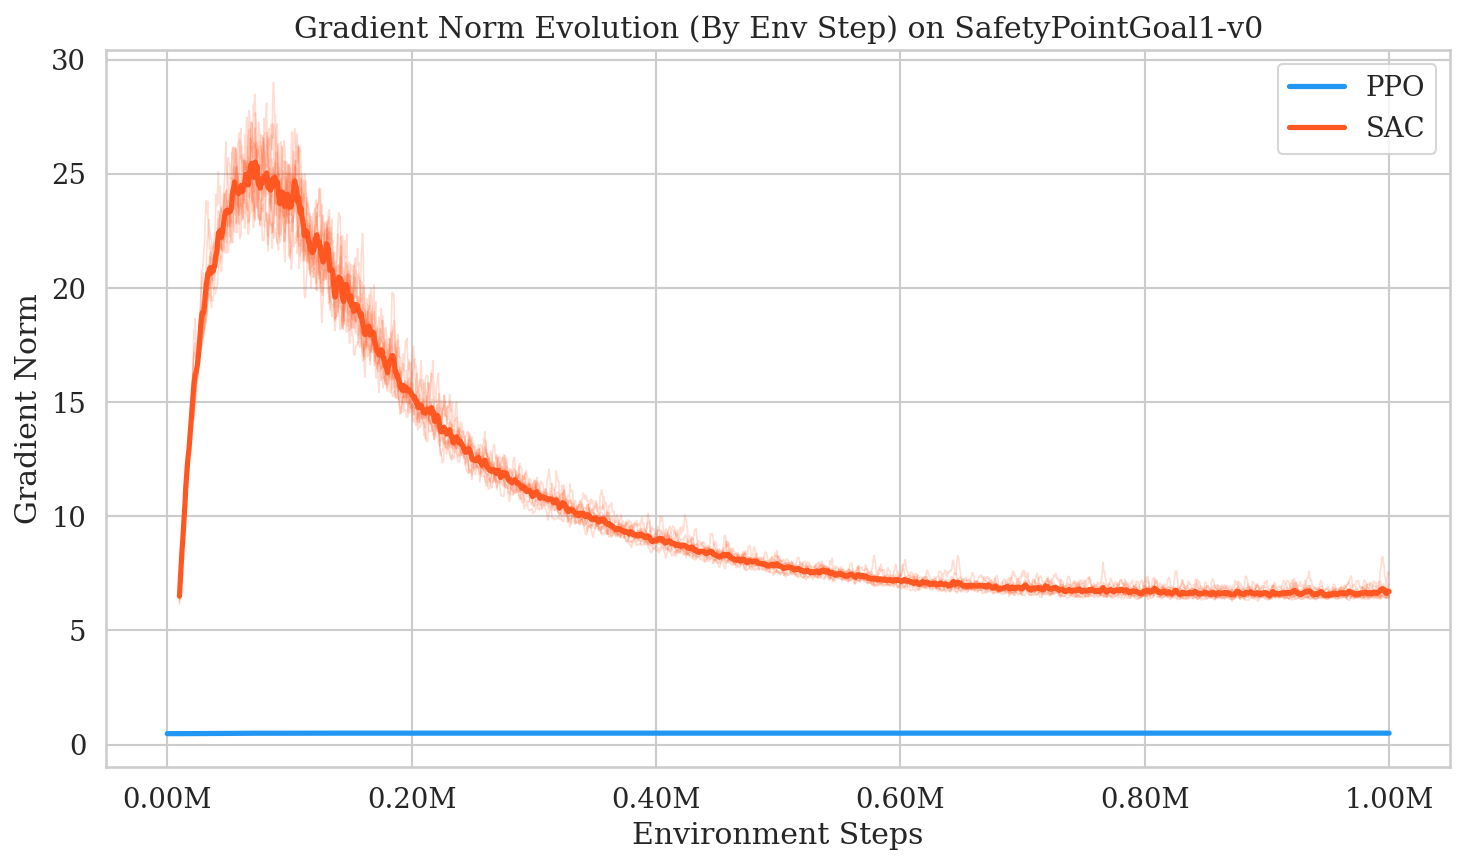 Gradient Norm Evolution (By Env Step) on SafetyPointGoal1-v0
PPO
SAC
Gradient Norm
30
25
20
15
10
5
0
0.00M 0.20M 0.40M 0.60M 0.80M 1.00M
Environment Steps